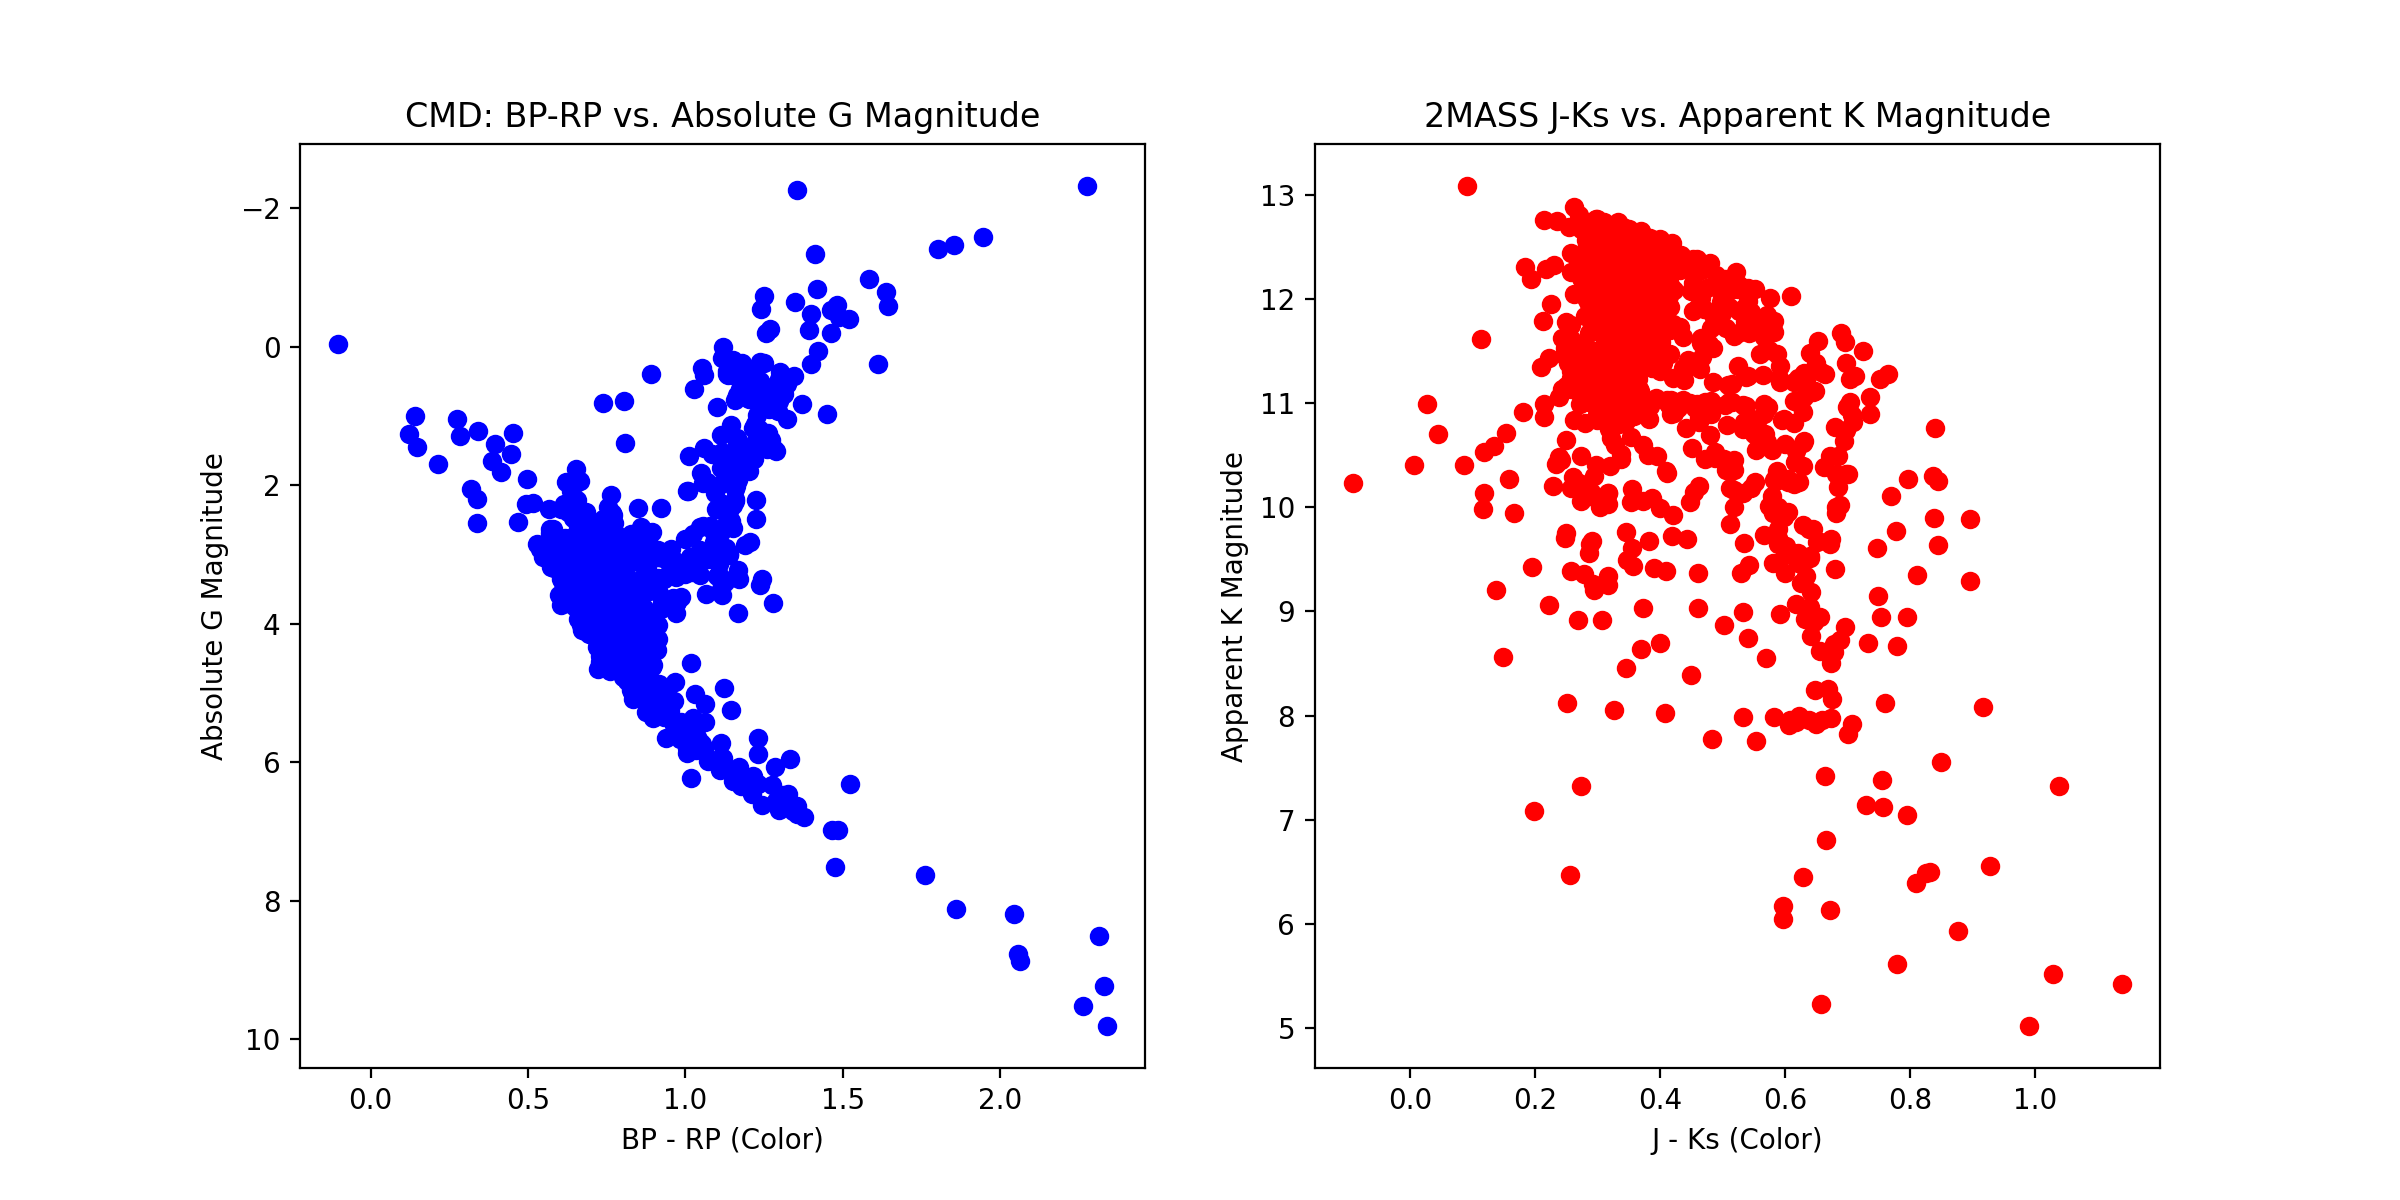 CMD: BP-RP vs. Absolute G Magnitude
Absolute G Magnitude
−2
0
2
4
6
8
10
0.0 0.5 1.0 1.5 2.0
BP - RP (Color)
2MASS J-Ks vs. Apparent K Magnitude
Apparent K Magnitude
13
12
11
10
9
8
7
6
5
0.0 0.2 0.4 0.6 0.8 1.0
J - Ks (Color)